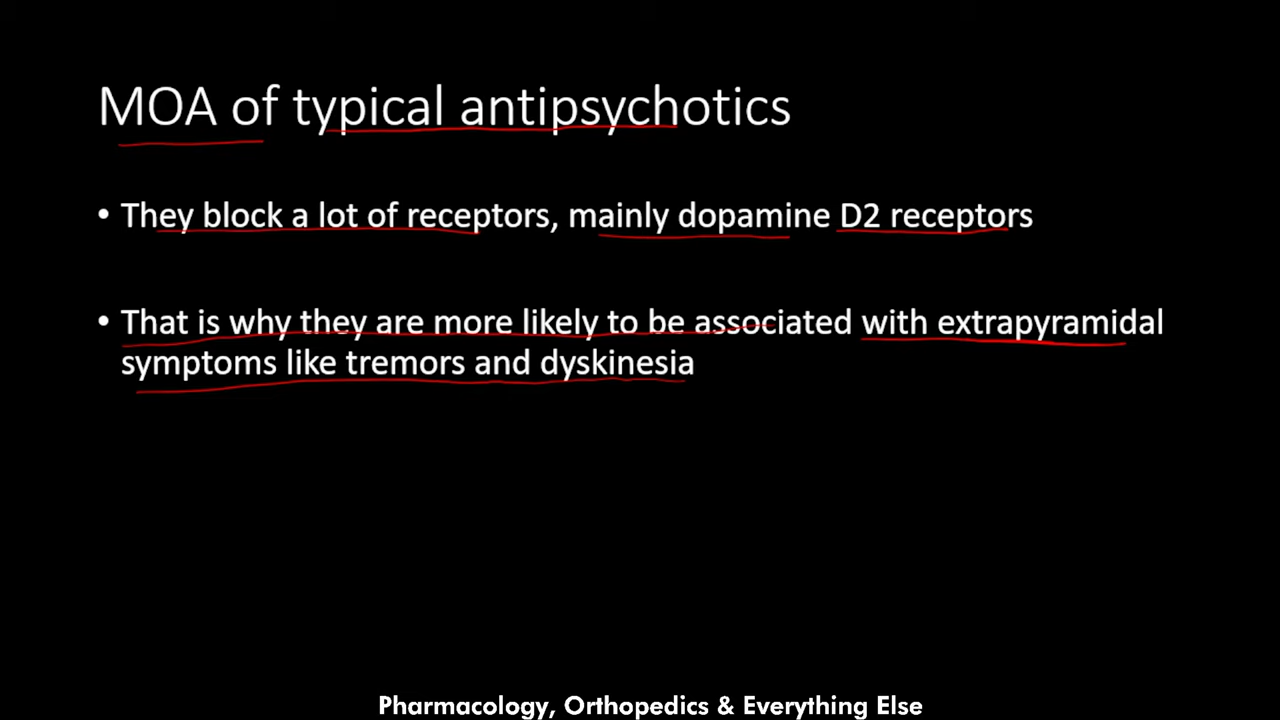 MOA of typical antipsychotics
• They block a lot of receptors, mainly dopamine D2 receptors
• That is why they are more likely to be associated with extrapyramidal
symptoms like tremors and dyskinesia
Pharmacology, Orthopedics & Everything Else